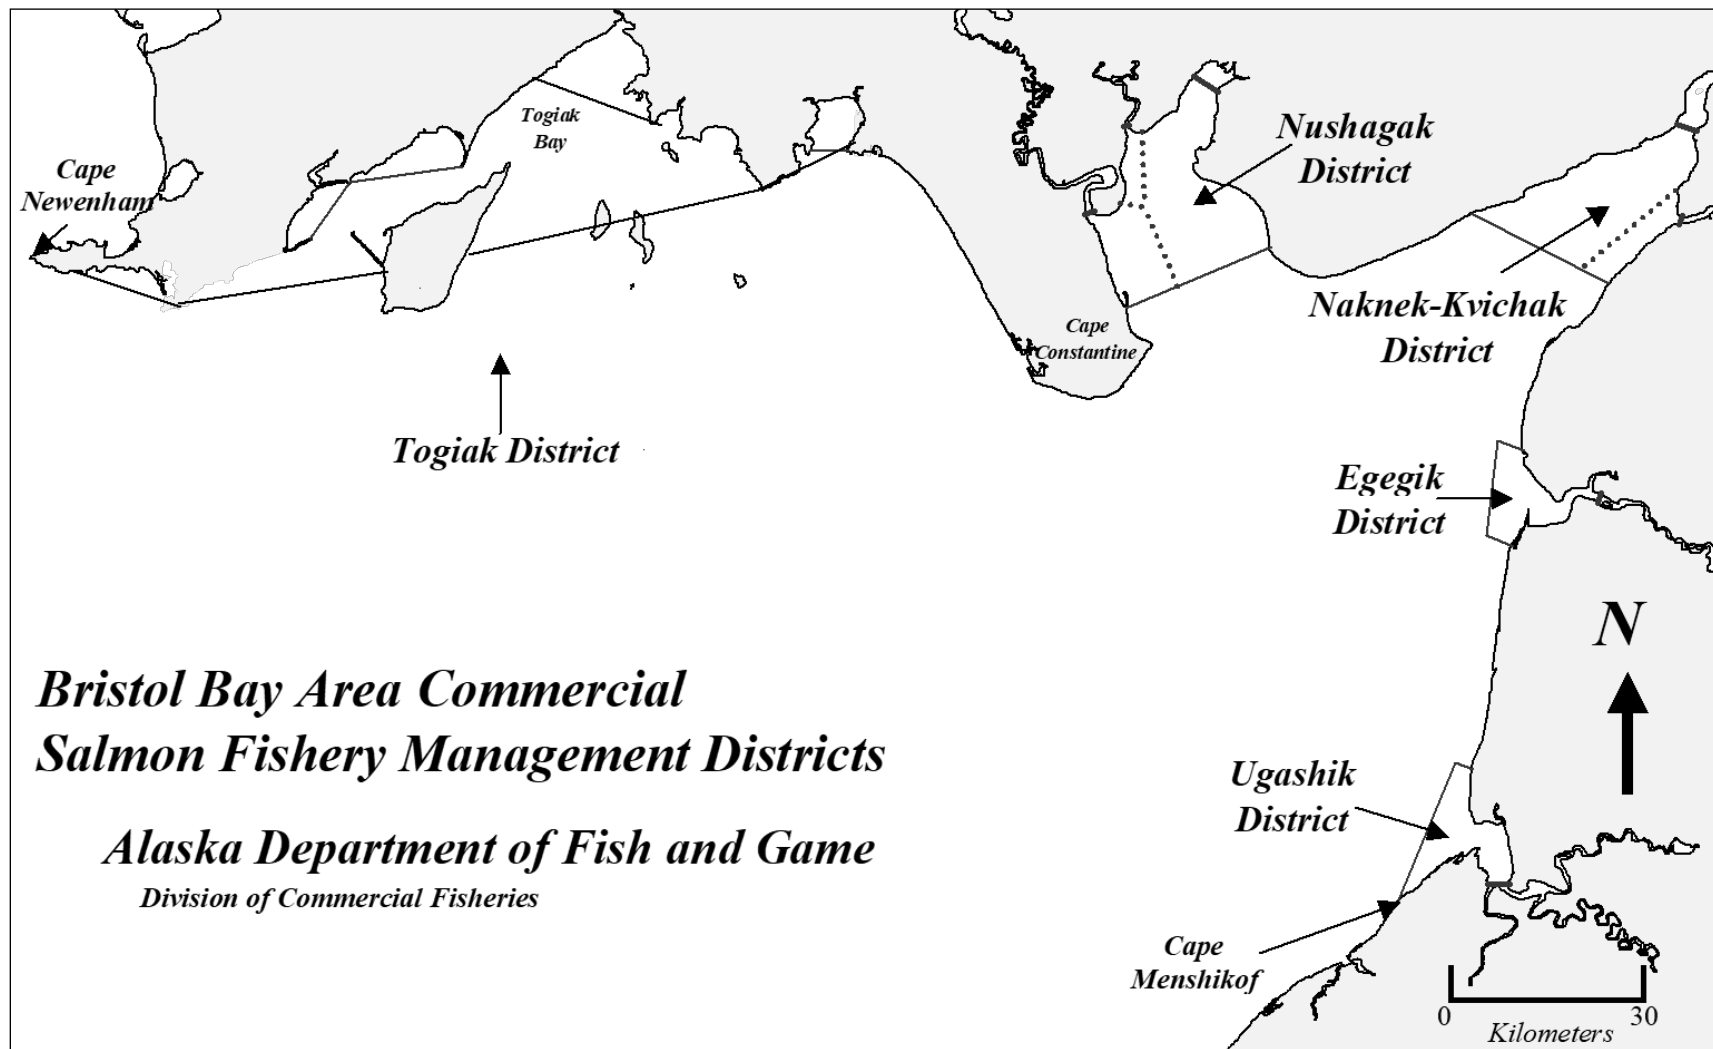 Togiak
Bay
Cape
Newenham
Nushagak
District
Naknek-Kvichak
District
Cape
Constantine
Togiak District
Egegik
District
N
Bristol Bay Area Commercial
Salmon Fishery Management Districts
Ugashik
District
Alaska Department of Fish and Game
Division of Commercial Fisheries
Cape
Menshikof
0 30
Kilometers